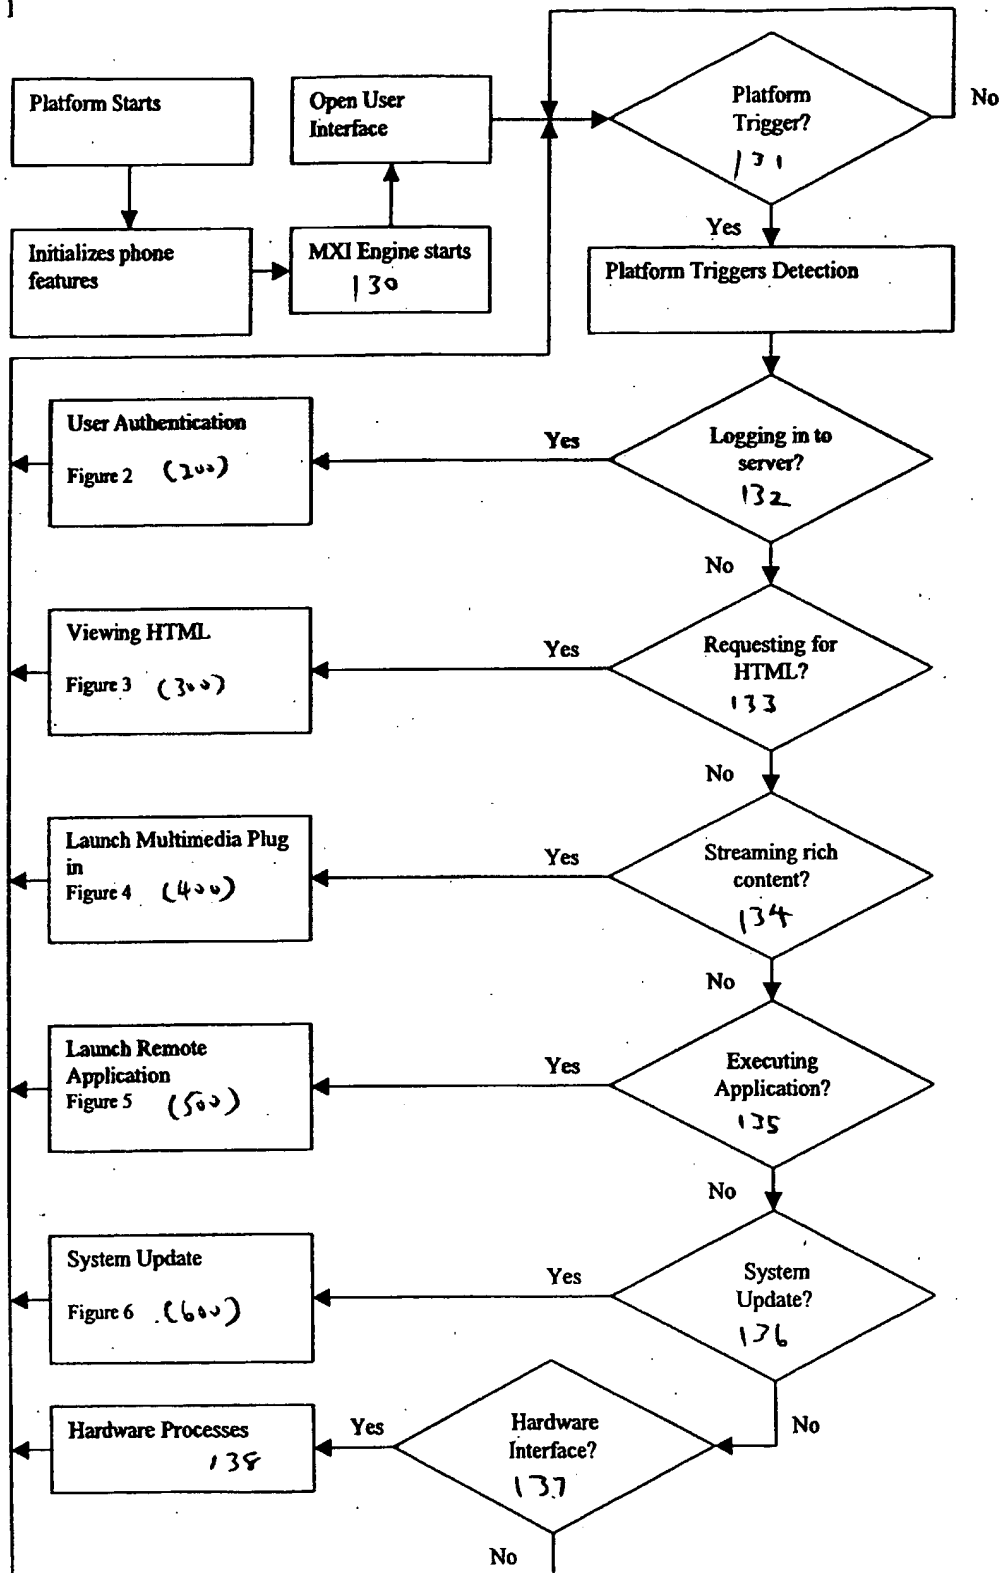 Platform Starts
Open User
Interface
Platform
Trigger?
131
No
Yes
Initializes phone
features
MXI Engine starts
130
Platform Triggers Detection
User Authentication
Figure 2 (200)
Yes
Logging in to
server?
132
No
Viewing HTML
Figure 3 (300)
Yes
Requesting for
HTML?
133
No
Launch Multimedia Plug
in
Figure 4 (400)
Yes
Streaming rich
content?
134
No
Launch Remote
Application
Figure 5 (500)
Yes
Executing
Application?
135
No
System Update
Figure 6 (600)
Yes
System
Update?
136
No
Hardware Processes
138
Yes
Hardware
Interface?
137
No